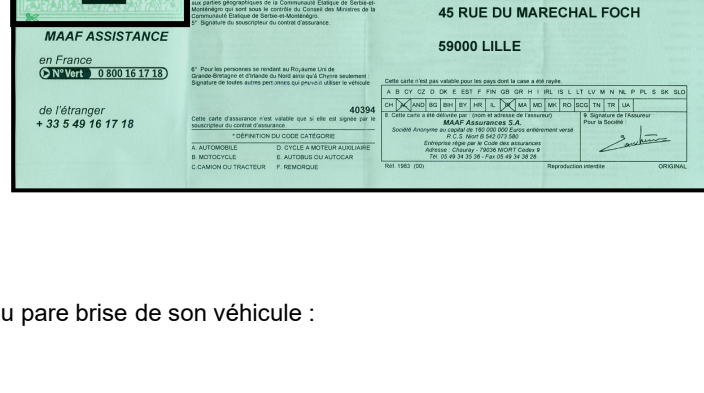 aux parties géographiques de la Communauté Etatique de Serbie-et-
Monténégro qui sont sous le contrôle du Conseil des Ministres de la
Communauté Etatique de Serbie-et-Monténégro.
5° Signature du souscripteur du contrat d'assurance
MAAF ASSISTANCE
en France
N° Vert 0 800 16 17 18
de l'étranger
+ 33 5 49 16 17 18
6° Pour les personnes se rendant au Royaume Uni de
Grande-Bretagne et d'Irlande du Nord ainsi qu'à Chypre seulement :
Signature de toutes autres personnes qui peuvent utiliser le véhicule
40394
Cette carte d'assurance n'est valable que si elle est signée par le
souscripteur du contrat d'assurance
* DÉFINITION DU CODE CATÉGORIE
A. AUTOMOBILE D. CYCLE A MOTEUR AUXILIAIRE
B. MOTOCYCLE E. AUTOBUS OU AUTOCAR
C.CAMION OU TRACTEUR F. REMORQUE
45 RUE DU MARECHAL FOCH
59000 LILLE
Cette carte n'est pas valable pour les pays dont la case a été rayée.
A B CY CZ D DK E EST F FIN GB GR H I IRL IS L LT LV M N NL P PL S SK SLO
CH AND BG BIH BY HR IL MA MD MK RO SCG TN TR UA
8. Cette carte a été délivrée par : (nom et adresse de l'assureur)
MAAF Assurances S.A.
Société Anonyme au capital de 160 000 000 Euros entièrement versé
R.C.S. Niort B 542 073 580
Entreprise régie par le Code des assurances
Adresse : Chauray - 79036 NIORT Cedex 9
Tél. 05 49 34 35 36 - Fax 05 49 34 38 28
9. Signature de l'Assureur
Pour la Société :
Réf. 1983 (00) Reproduction interdite ORIGINAL
u pare brise de son véhicule :